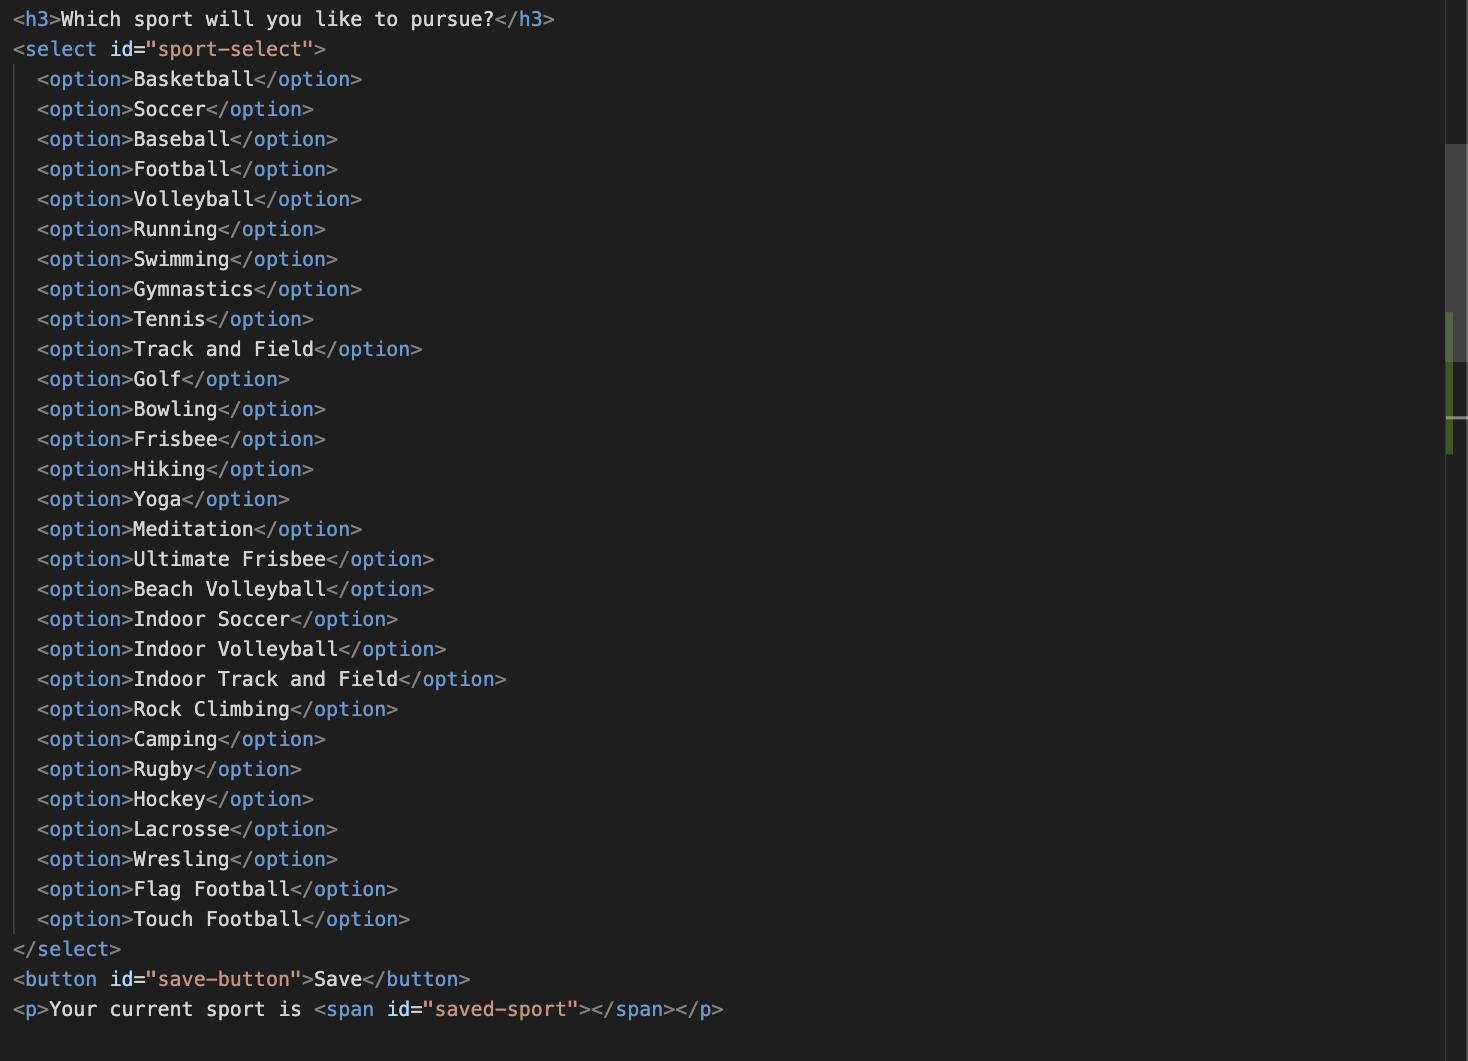 <h3>Which sport will you like to pursue?</h3>
<select id="sport-select">
<option>Basketball</option>
<option>Soccer</option>
<option>Baseball</option>
<option>Football</option>
<option>Volleyball</option>
<option>Running</option>
<option>Swimming</option>
<option>Gymnastics</option>
<option>Tennis</option>
<option>Track and Field</option>
<option>Golf</option>
<option>Bowling</option>
<option>Frisbee</option>
<option>Hiking</option>
<option>Yoga</option>
<option>Meditation</option>
<option>Ultimate Frisbee</option>
<option>Beach Volleyball</option>
<option>Indoor Soccer</option>
<option>Indoor Volleyball</option>
<option>Indoor Track and Field</option>
<option>Rock Climbing</option>
<option>Camping</option>
<option>Rugby</option>
<option>Hockey</option>
<option>Lacrosse</option>
<option>Wresling</option>
<option>Flag Football</option>
<option>Touch Football</option>
</select>
<button id="save-button">Save</button>
<p>Your current sport is <span id="saved-sport"></span></p>